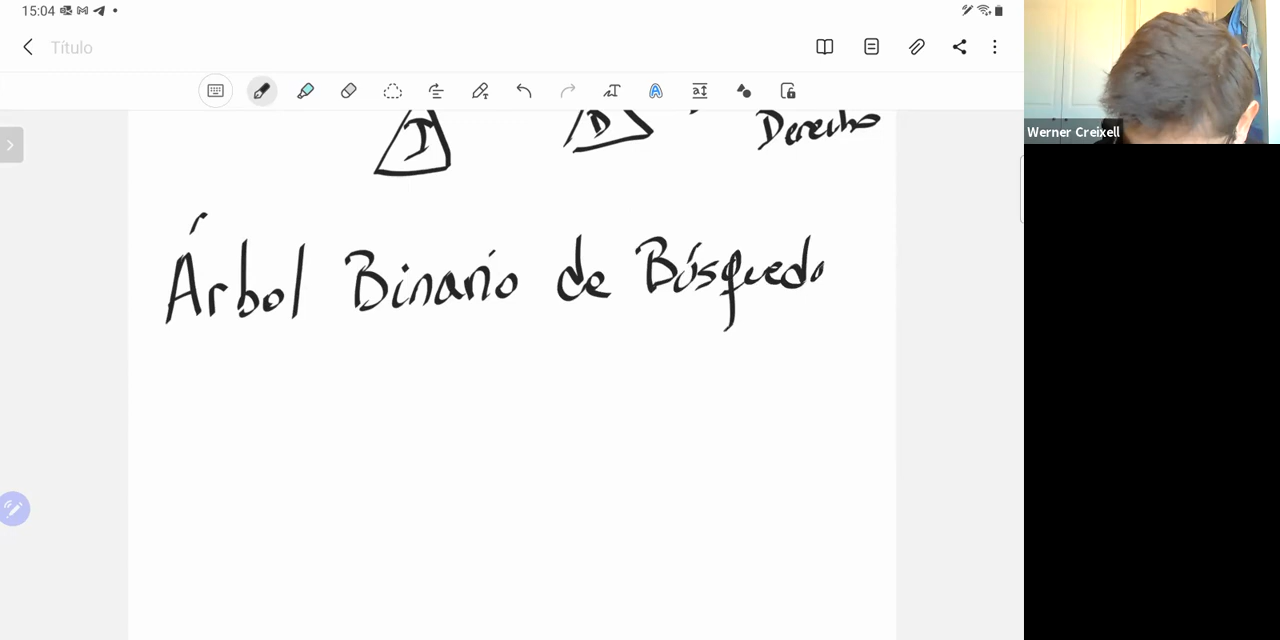 15:04
Título
I D Derecho
Árbol Binario de Búsqueda
Werner Creixell